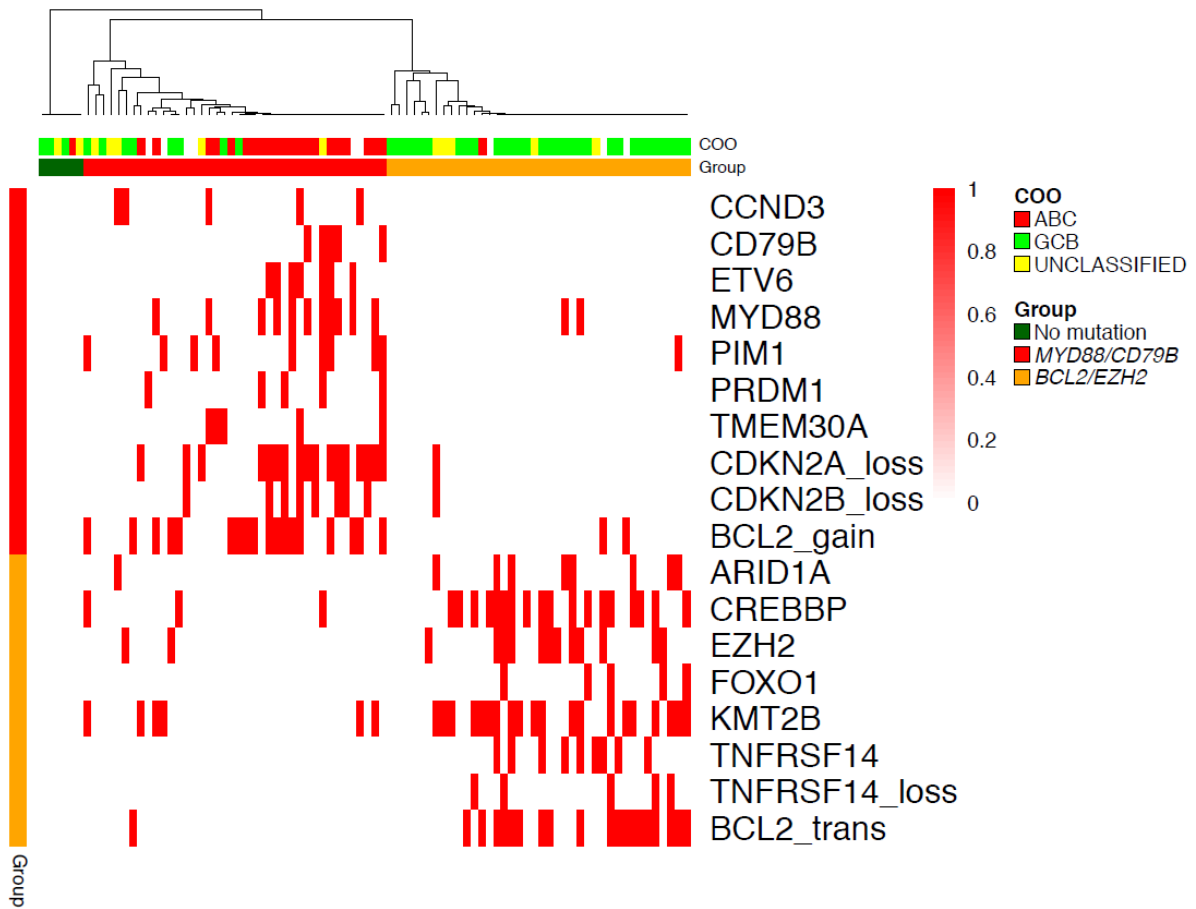 COO
Group
CCND3
CD79B
ETV6
MYD88
PIM1
PRDM1
TMEM30A
CDKN2A_loss
CDKN2B_loss
BCL2_gain
ARID1A
CREBBP
EZH2
FOXO1
KMT2B
TNFRSF14
TNFRSF14_loss
BCL2_trans
Group
1
0.8
0.6
0.4
0.2
0
COO
ABC
GCB
UNCLASSIFIED
Group
No mutation
MYD88/CD79B
BCL2/EZH2